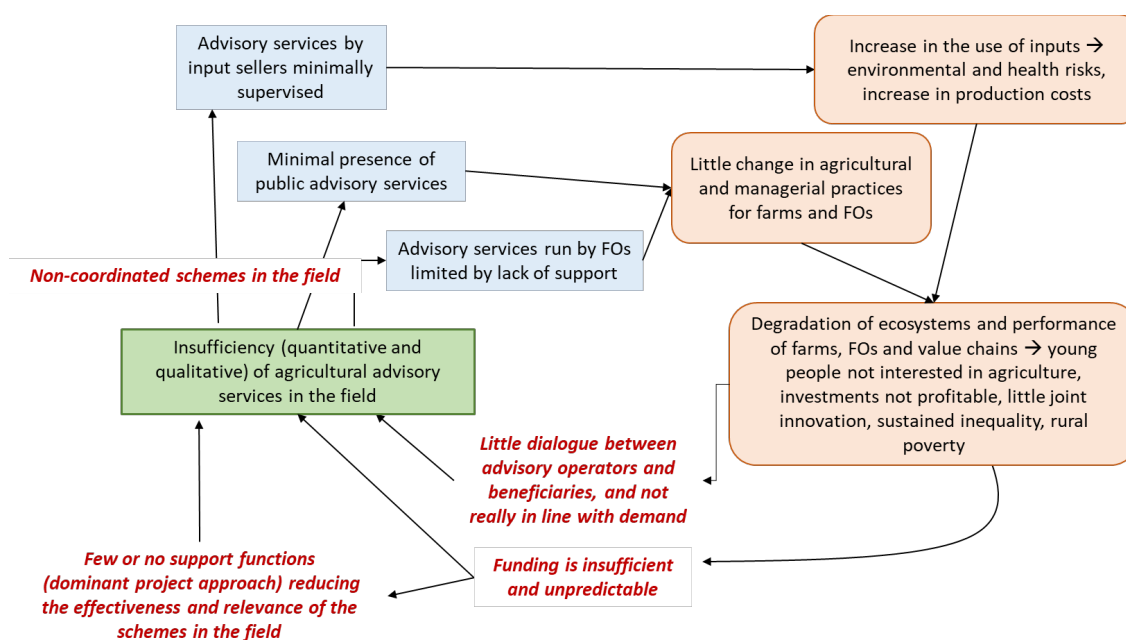 Advisory services by
input sellers minimally
supervised
Increase in the use of inputs →
environmental and health risks,
increase in production costs
Minimal presence of
public advisory services
Little change in agricultural
and managerial practices
for farms and FOs
Advisory services run by FOs
limited by lack of support
Non-coordinated schemes in the field
Insufficiency (quantitative and
qualitative) of agricultural advisory
services in the field
Degradation of ecosystems and performance
of farms, FOs and value chains → young
people not interested in agriculture,
investments not profitable, little joint
innovation, sustained inequality, rural
poverty
Little dialogue between
advisory operators and
beneficiaries, and not
really in line with demand
Few or no support functions
(dominant project approach) reducing
the effectiveness and relevance of the
schemes in the field
Funding is insufficient
and unpredictable